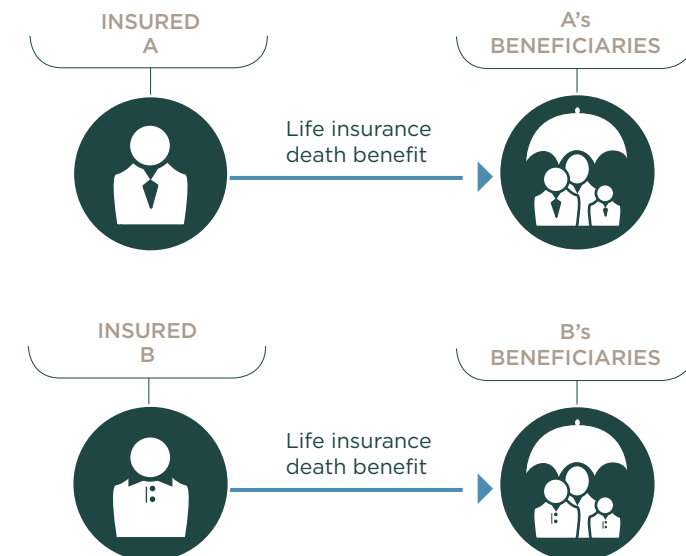 INSURED
A
A's
BENEFICIARIES
Life insurance
death benefit
INSURED
B
B's
BENEFICIARIES
Life insurance
death benefit